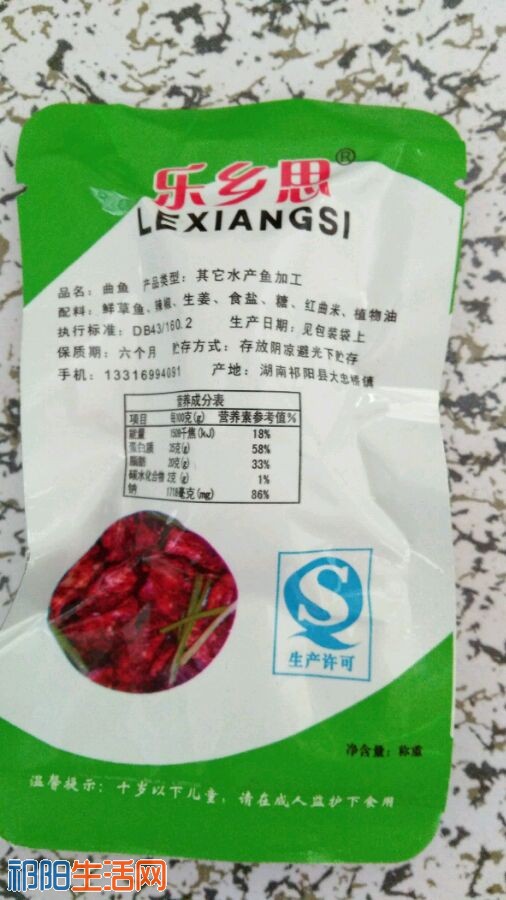 乐乡思®
LEXIANGSI
品名：曲鱼 产品类型：其它水产鱼加工
配料：鲜草鱼、辣椒、生姜、食盐、糖、红曲米、植物油
执行标准：DB43/160.2 生产日期：见包装袋上
保质期：六个月 贮存方式：存放阴凉避光下贮存
手机：13316994091 产地：湖南祁阳县大忠桥镇
营养成分表
项目 每100克(g) 营养素参考值%
能量 1509千焦(kJ) 18%
蛋白质 35克(g) 58%
脂肪 20克(g) 33%
碳水化合物 2克(g) 1%
钠 1718毫克(mg) 86%
生产许可
净含量：称重
温馨提示：十岁以下儿童，请在成人监护下食用
祁阳生活网